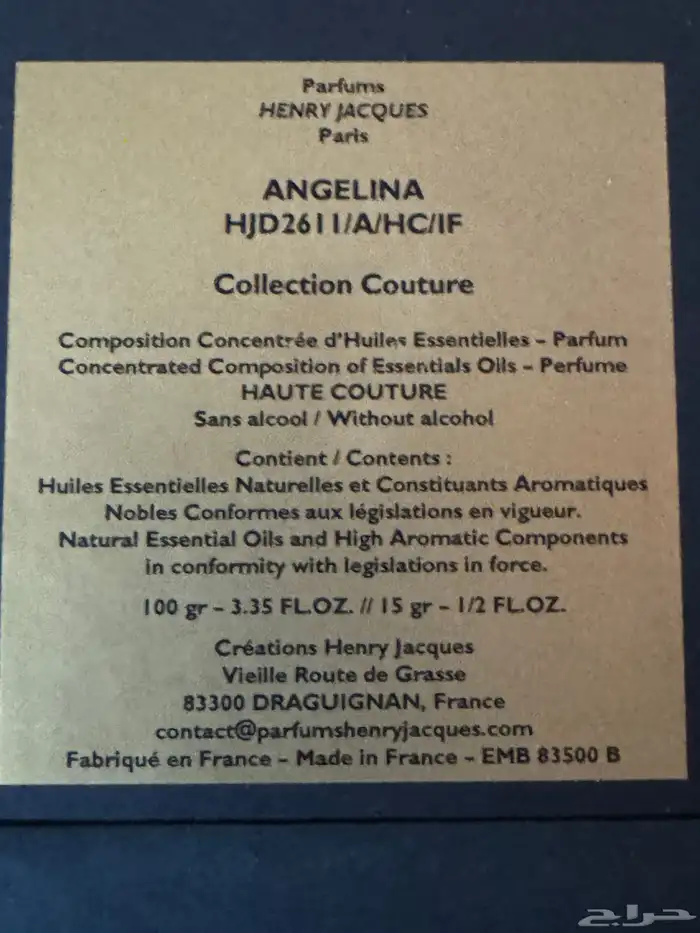 Parfums
HENRY JACQUES
Paris
ANGELINA
HJD2611/A/HC/IF
Collection Couture
Composition Concentrée d'Huiles Essentielles – Parfum
Concentrated Composition of Essentials Oils – Perfume
HAUTE COUTURE
Sans alcool / Without alcohol
Contient / Contents :
Huiles Essentielles Naturelles et Constituants Aromatiques
Nobles Conformes aux législations en vigueur.
Natural Essential Oils and High Aromatic Components
in conformity with legislations in force.
100 gr – 3.35 FL.OZ. // 15 gr – 1/2 FL.OZ.
Créations Henry Jacques
Vieille Route de Grasse
83300 DRAGUIGNAN, France
contact@parfumshenryjacques.com
Fabriqué en France – Made in France – EMB 83500 B
حراج